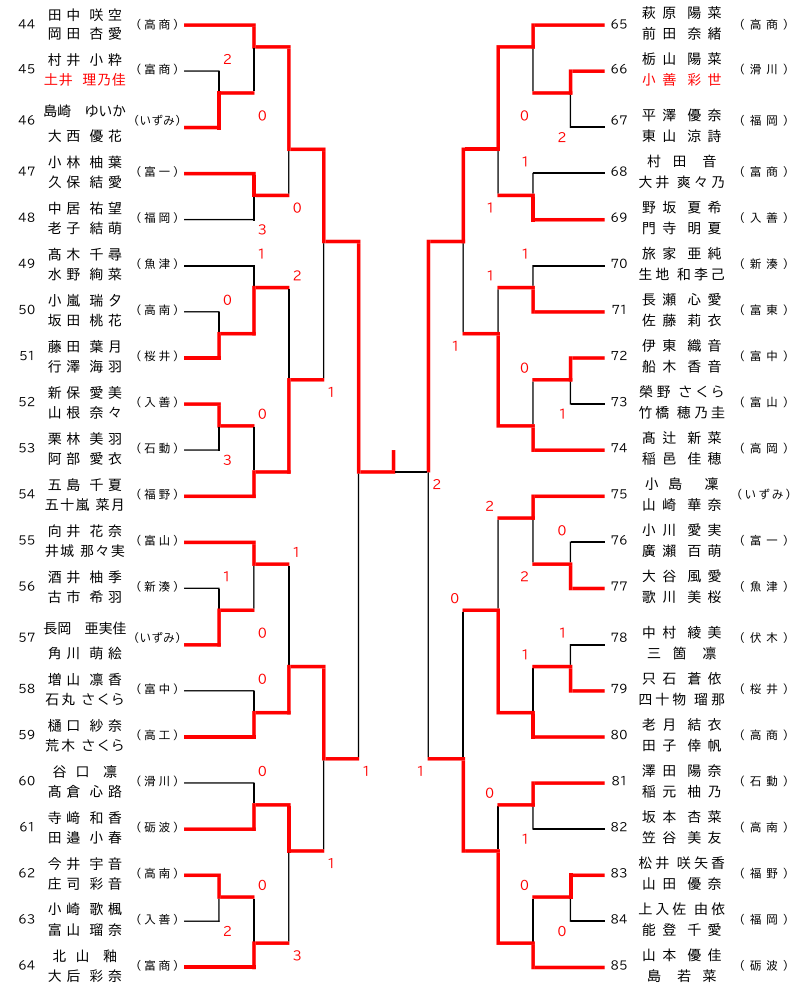 44 田中 咲空 (高商)
岡田 杏愛
45 村井 小粋 (富商)
土井 理乃佳
46 島崎 ゆいか (いずみ)
大西 優花
47 小林 柚葉 (富一)
久保 結愛
48 中居 祐望 (福岡)
老子 結萌
49 髙木 千尋 (魚津)
水野 絢菜
50 小嵐 瑞夕 (高南)
坂田 桃花
51 藤田 葉月 (桜井)
行澤 海羽
52 新保 愛美 (入善)
山根 奈々
53 栗林 美羽 (石動)
阿部 愛衣
54 五島 千夏 (福野)
五十嵐 菜月
55 向井 花奈 (富山)
井城 那々実
56 酒井 柚季 (新湊)
古市 希羽
57 長岡 亜実佳 (いずみ)
角川 萌絵
58 増山 凛香 (富中)
石丸 さくら
59 樋口 紗奈 (高工)
荒木 さくら
60 谷口 凛 (滑川)
髙倉 心路
61 寺﨑 和香 (砺波)
田邉 小春
62 今井 宇音 (高南)
庄司 彩音
63 小崎 歌楓 (入善)
富山 瑠奈
64 北山 釉 (富商)
大后 彩奈
2
0
0
3
1
2
0
0
3
1
1
1
0
0
0
1
0
2
3
1
65 萩原 陽菜 (高商)
前田 奈緒
66 栃山 陽菜 (滑川)
小善 彩世
67 平澤 優奈 (福岡)
東山 涼詩
68 村田 音 (富商)
大井 爽々乃
69 野坂 夏希 (入善)
門寺 明夏
70 旅家 亜純 (新湊)
生地 和李己
71 長瀬 心愛 (富東)
佐藤 莉衣
72 伊東 織音 (富中)
船木 香音
73 榮野 さくら (富山)
竹橋 穂乃圭
74 髙辻 新菜 (高岡)
稲邑 佳穂
75 小島 凜 (いずみ)
山崎 華奈
76 小川 愛実 (富一)
廣瀬 百萌
77 大谷 風愛 (魚津)
歌川 美桜
78 中村 綾美 (伏木)
三箇 凛
79 只石 蒼依 (桜井)
四十物 瑠那
80 老月 結衣 (高商)
田子 倖帆
81 澤田 陽奈 (石動)
稲元 柚乃
82 坂本 杏菜 (高南)
笠谷 美友
83 松井 咲矢香 (福野)
山田 優奈
84 上入佐 由依 (福岡)
能登 千愛
85 山本 優佳 (砺波)
島 若菜
0
2
1
1
1
1
1
0
1
2
2
0
2
0
1
1
1
0
1
0
0